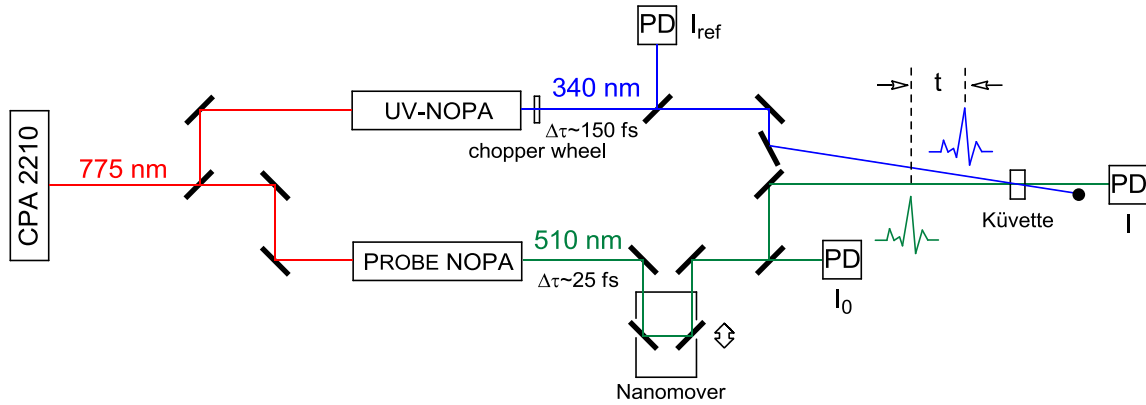 CPA 2210
775 nm
UV-NOPA
340 nm
Δτ~150 fs
chopper wheel
PD
I_ref
PROBE NOPA
510 nm
Δτ~25 fs
Nanomover
PD
I_0
t
Küvette
PD
I